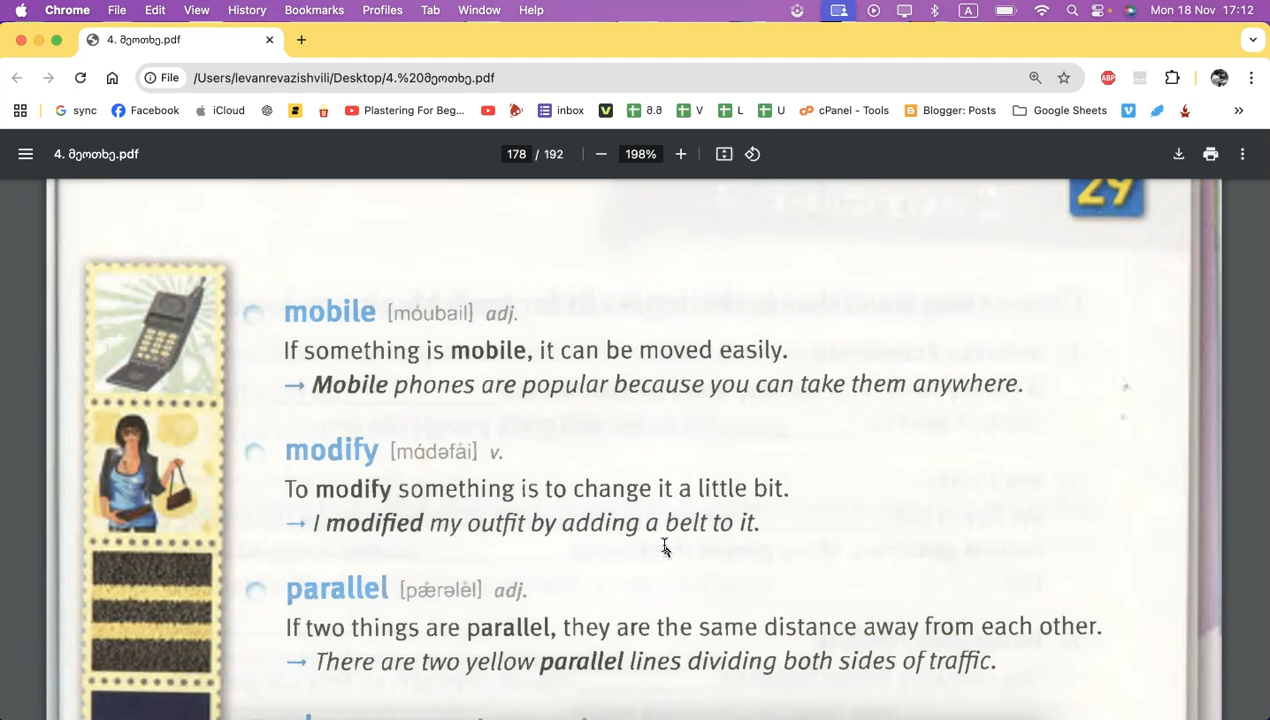 Chrome File Edit View History Bookmarks Profiles Tab Window Help A Mon 18 Nov 17:12
4. მეოთხე.pdf
File /Users/levanrevazishvili/Desktop/4.%20მეოთხე.pdf ABP
sync Facebook iCloud Plastering For Beg... inbox V მ.მ V L U cPanel - Tools Blogger: Posts Google Sheets »
4. მეოთხე.pdf 178 / 192 — 198% +
29
mobile [móubail] adj.
If something is mobile, it can be moved easily.
→ Mobile phones are popular because you can take them anywhere.
modify [mɑ́dəfài] v.
To modify something is to change it a little bit.
→ I modified my outfit by adding a belt to it.
parallel [pǽrəlèl] adj.
If two things are parallel, they are the same distance away from each other.
→ There are two yellow parallel lines dividing both sides of traffic.